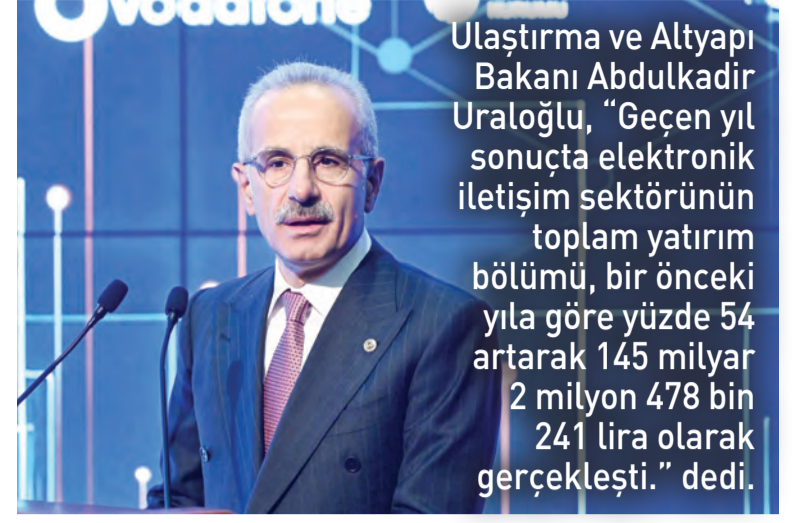 vodafone
Ulaştırma ve Altyapı
Bakanı Abdulkadir
Uraloğlu, “Geçen yıl
sonuçta elektronik
iletişim sektörünün
toplam yatırım
bölümü, bir önceki
yıla göre yüzde 54
artarak 145 milyar
2 milyon 478 bin
241 lira olarak
gerçekleşti.” dedi.